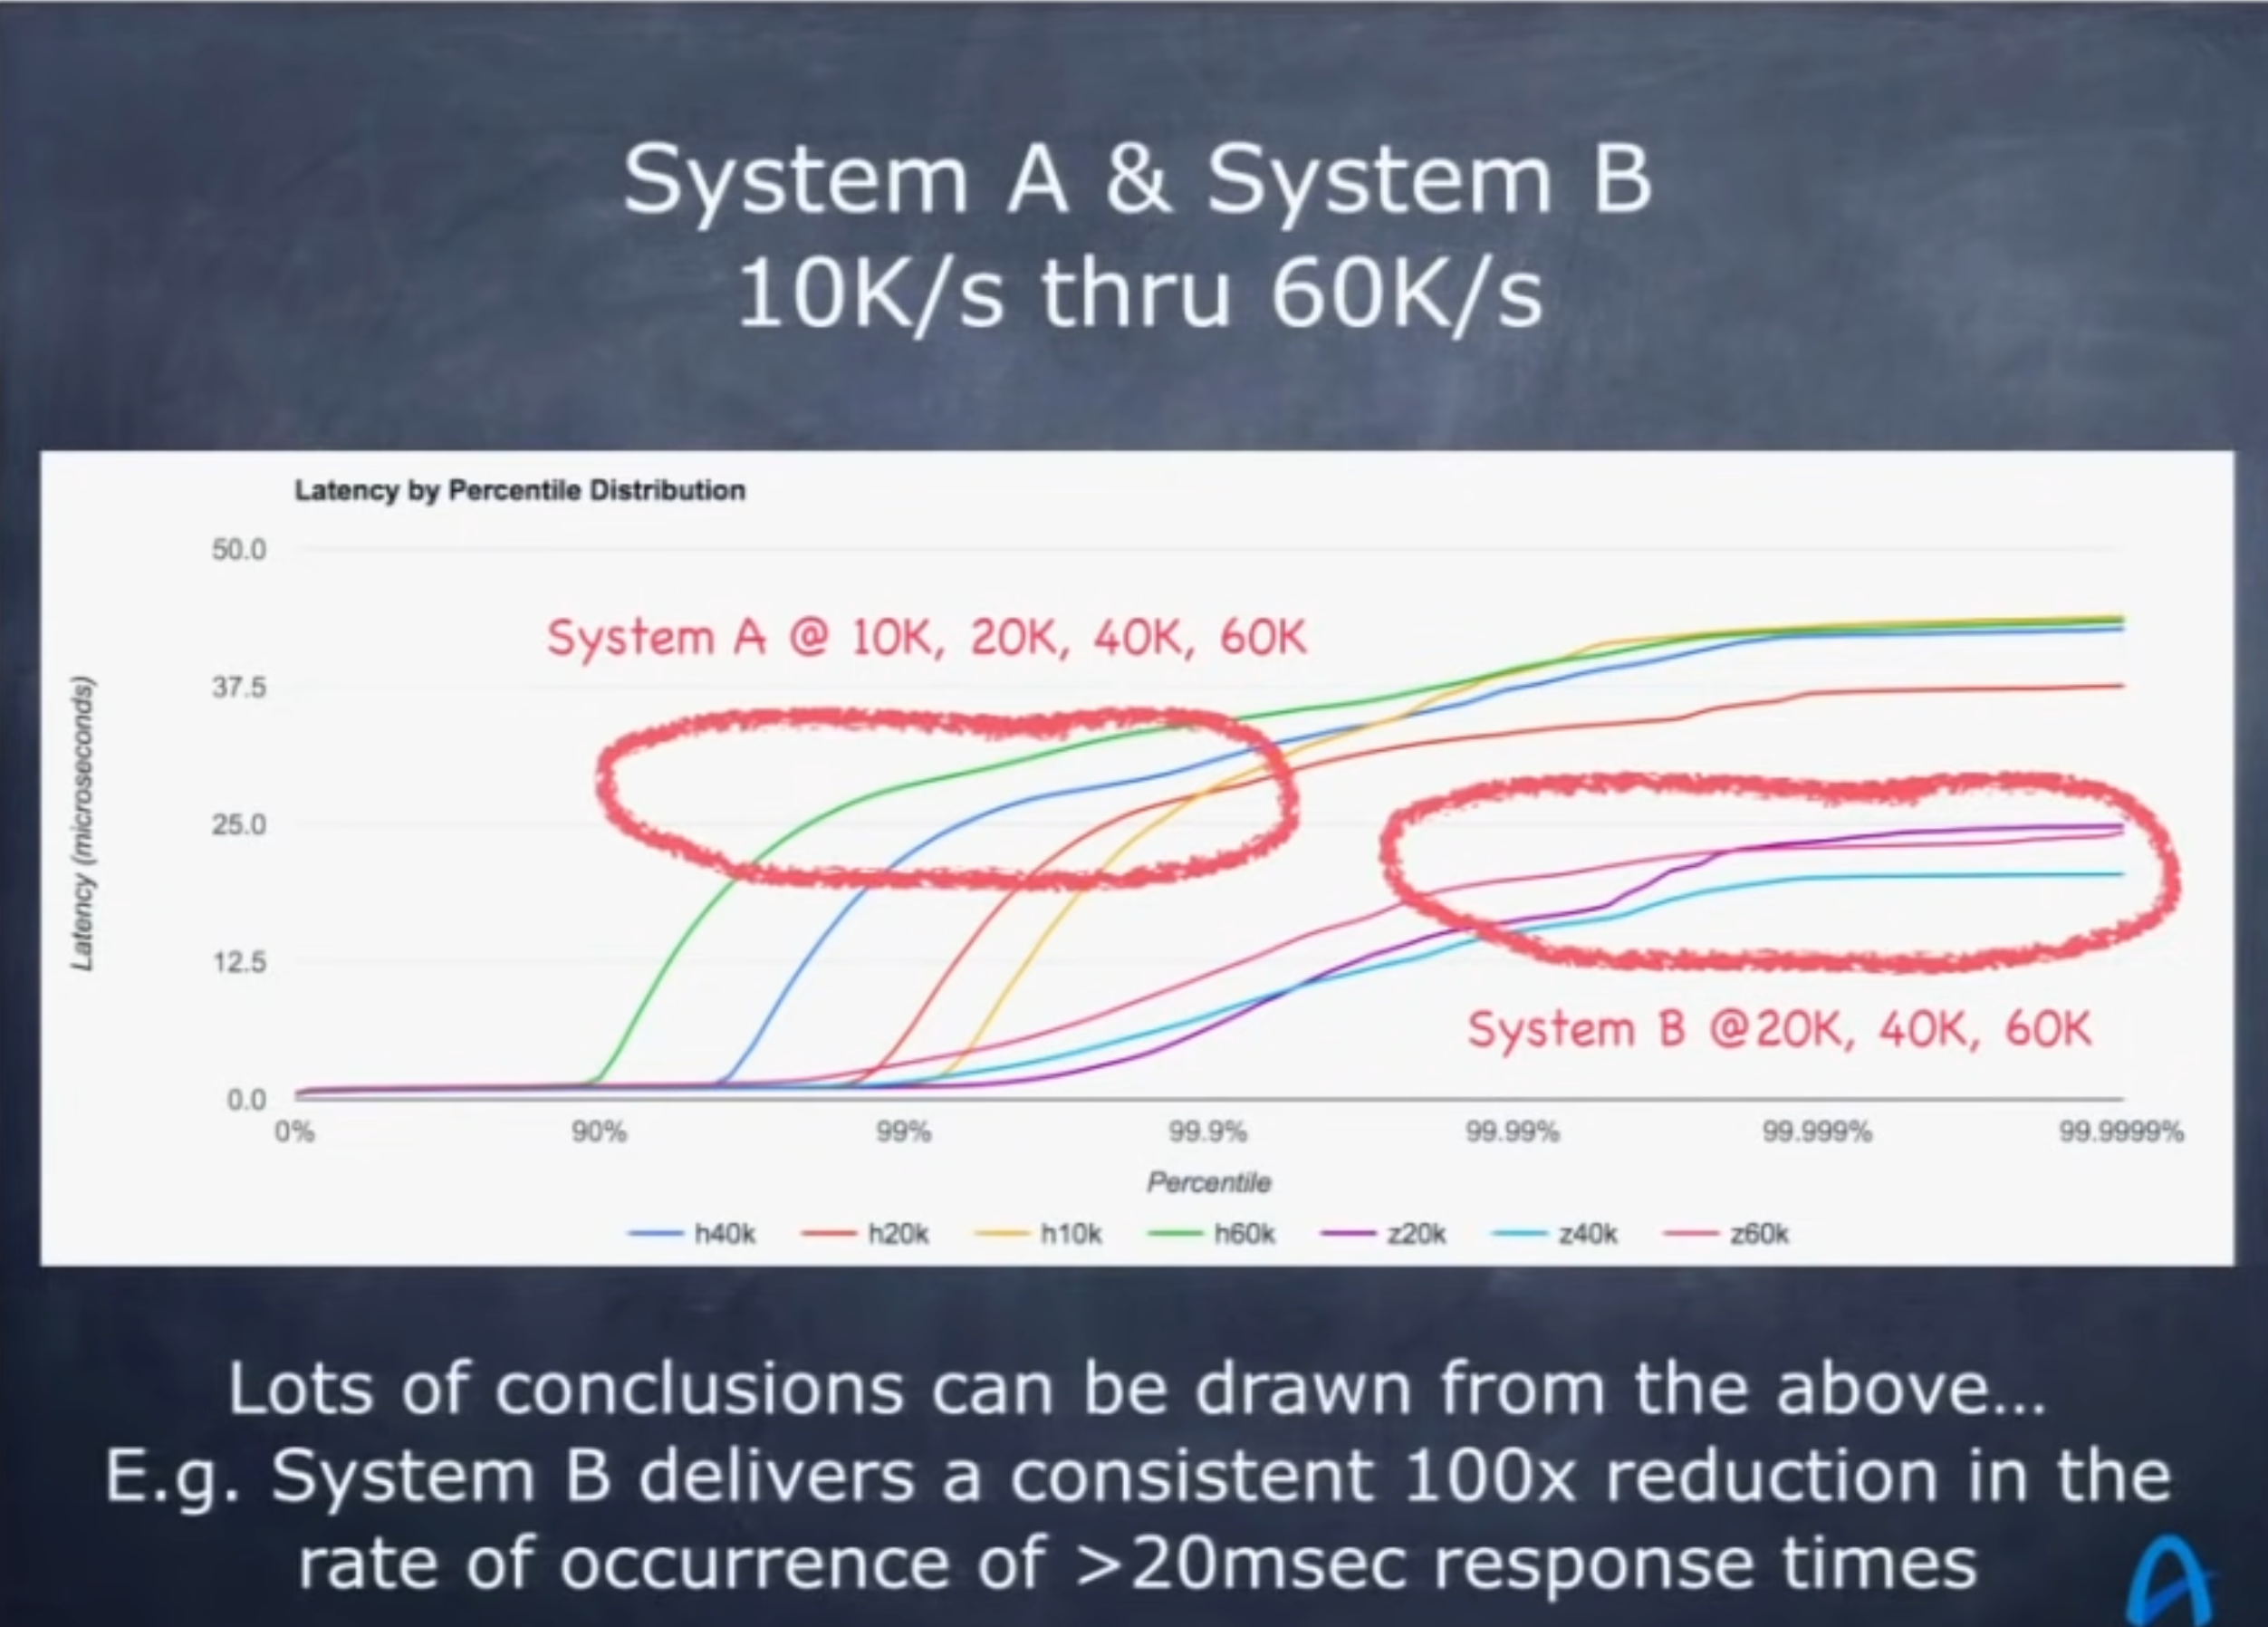 System A & System B
10K/s thru 60K/s
Latency by Percentile Distribution
50.0
System A @ 10K, 20K, 40K, 60K
37.5
Latency (microseconds)
25.0
12.5
System B @20K, 40K, 60K
0.0
0% 90% 99% 99.9% 99.99% 99.999% 99.9999%
Percentile
h40k h20k h10k h60k z20k z40k z60k
Lots of conclusions can be drawn from the above...
E.g. System B delivers a consistent 100x reduction in the
rate of occurrence of >20msec response times